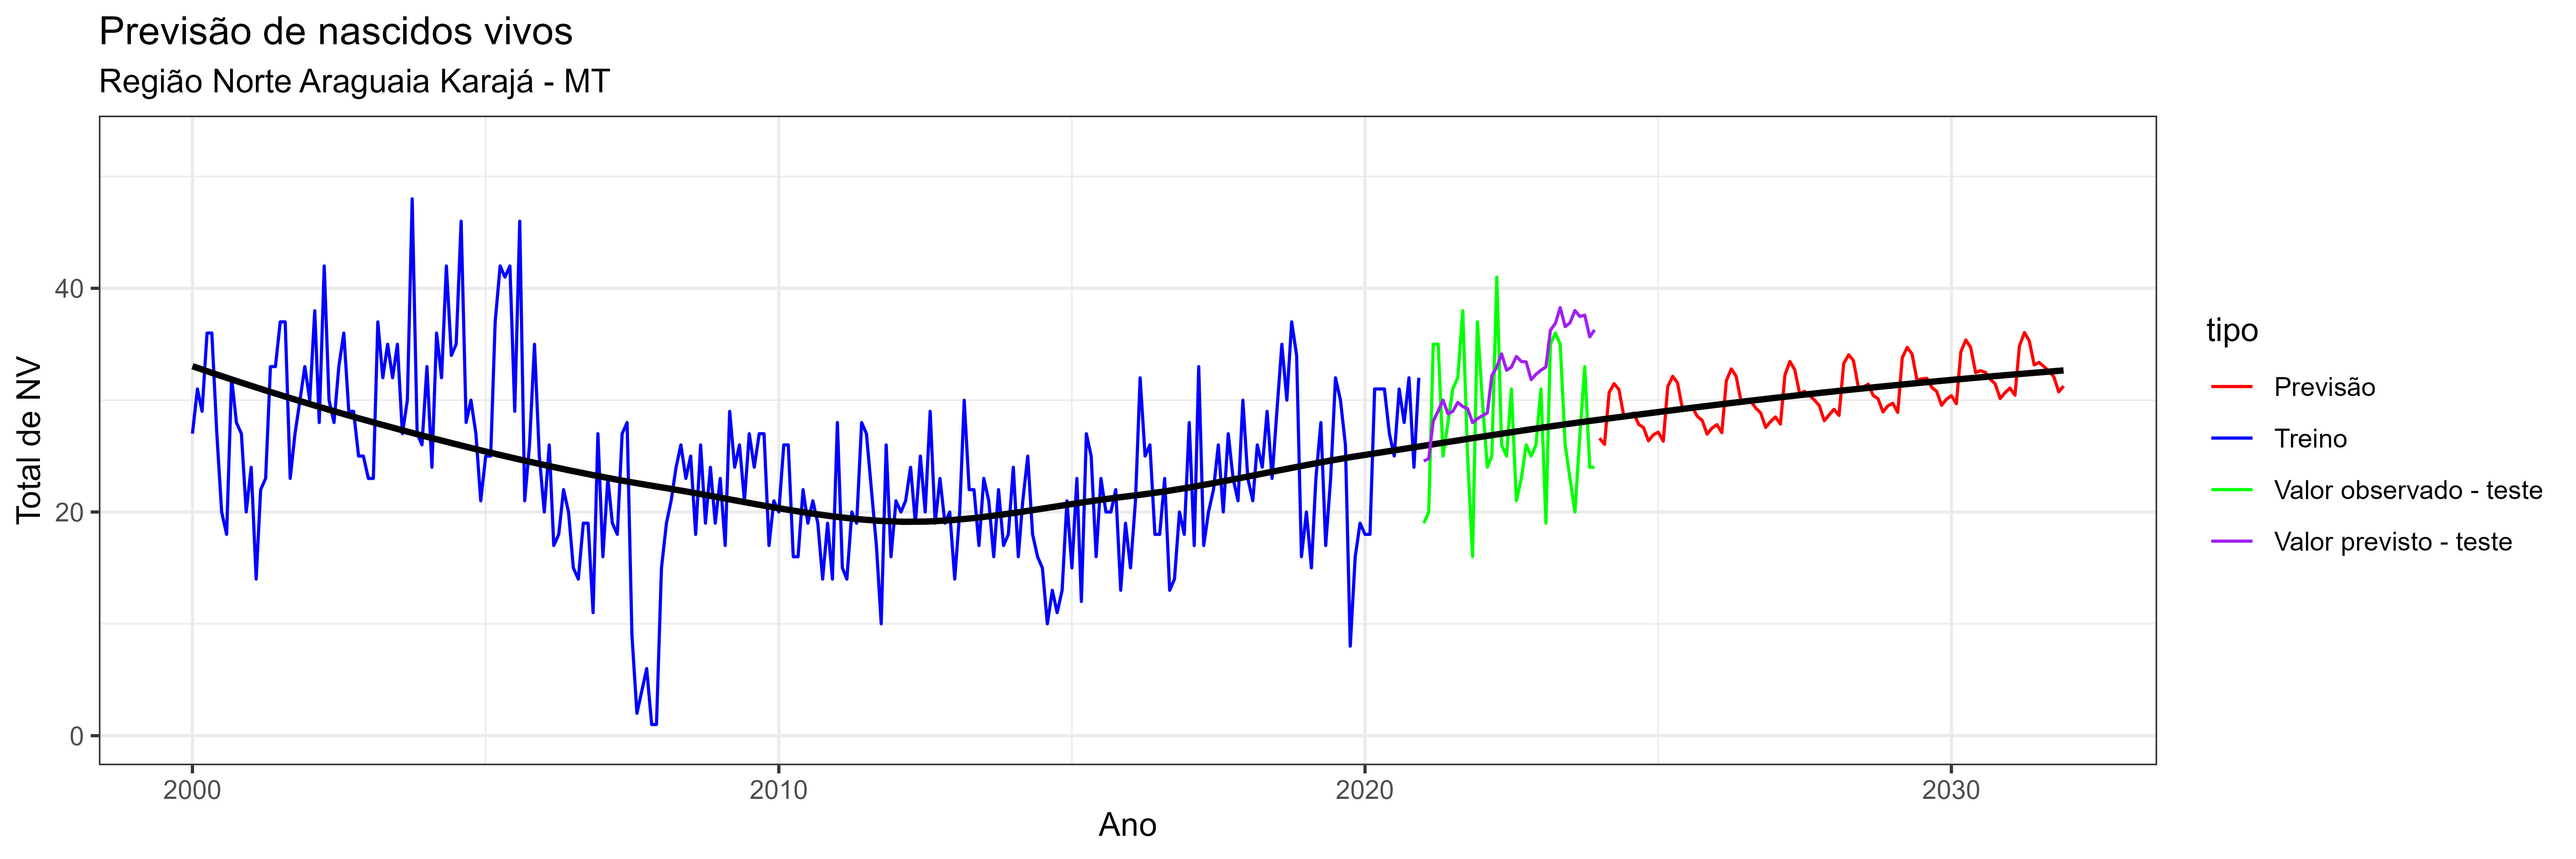 Previsão de nascidos vivos
Região Norte Araguaia Karajá - MT
Total de NV
40
20
0
2000
2010
2020
2030
Ano
tipo
Previsão
Treino
Valor observado - teste
Valor previsto - teste